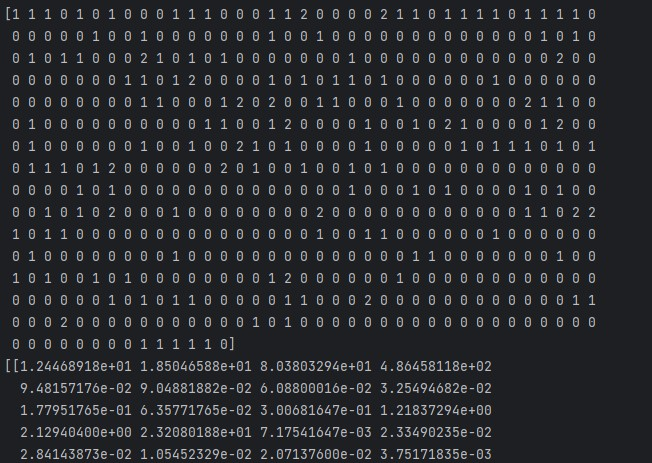 [1 1 1 0 1 0 1 0 0 0 1 1 1 0 0 0 1 1 2 0 0 0 0 2 1 1 0 1 1 1 1 0 1 1 1 1 0
0 0 0 0 0 1 0 0 1 0 0 0 0 0 0 0 1 0 0 1 0 0 0 0 0 0 0 0 0 0 0 0 0 1 0 1 0
0 1 0 1 1 0 0 0 2 1 0 1 0 1 0 0 0 0 0 0 1 0 0 0 0 0 0 0 0 0 0 0 0 0 2 0 0
0 0 0 0 0 0 0 1 1 0 1 2 0 0 0 0 1 0 1 0 1 1 0 1 0 0 0 0 0 0 1 0 0 0 0 0 0
0 0 0 0 0 0 0 0 1 1 0 0 0 1 2 0 2 0 0 1 1 0 0 0 1 0 0 0 0 0 0 0 2 1 1 0 0
0 1 0 0 0 0 0 0 0 0 0 0 1 1 0 0 1 2 0 0 0 0 1 0 0 1 0 2 1 0 0 0 0 1 2 0 0
0 1 0 0 0 0 0 0 1 0 0 1 0 0 2 1 0 1 0 0 0 0 1 0 0 0 0 0 1 0 1 1 1 0 1 0 1
0 1 1 1 0 1 2 0 0 0 0 0 0 2 0 1 0 0 1 0 0 1 0 1 0 0 0 0 0 0 0 0 0 0 0 0 0
0 0 0 0 1 0 1 0 0 0 0 0 0 0 0 0 0 0 0 0 0 1 0 0 0 1 0 1 0 0 0 0 1 0 1 0 0
0 0 1 0 1 0 2 0 0 0 1 0 0 0 0 0 0 0 0 2 0 0 0 0 0 0 0 0 0 0 0 0 1 1 0 2 2
1 0 1 1 0 0 0 0 0 0 0 0 0 0 0 0 0 0 0 1 0 0 1 1 0 0 0 0 0 0 1 0 0 0 0 0 0
0 1 0 0 0 0 0 0 0 0 1 0 0 0 0 0 0 0 0 0 0 0 0 0 0 1 1 0 0 0 0 0 0 0 1 0 0
1 0 1 0 0 1 0 1 0 0 0 0 0 0 0 0 1 2 0 0 0 0 0 0 1 0 0 0 0 0 0 0 0 0 0 0 0
0 0 0 0 0 0 1 0 1 0 1 1 0 0 0 0 0 1 1 0 0 0 2 0 0 0 0 0 0 0 0 0 0 0 0 1 1
0 0 0 2 0 0 0 0 0 0 0 0 0 0 0 1 0 1 0 0 0 0 0 0 0 0 0 0 0 0 0 0 0 0 0 0 0
0 0 0 0 0 0 0 0 1 1 1 1 1 0]
[[1.24468918e+01 1.85046588e+01 8.03803294e+01 4.86458118e+02
9.48157176e-02 9.04881882e-02 6.08800016e-02 3.25494682e-02
1.77951765e-01 6.35771765e-02 3.00681647e-01 1.21837294e+00
2.12940400e+00 2.32080188e+01 7.17541647e-03 2.33490235e-02
2.84143873e-02 1.05452329e-02 2.07137600e-02 3.75171835e-03